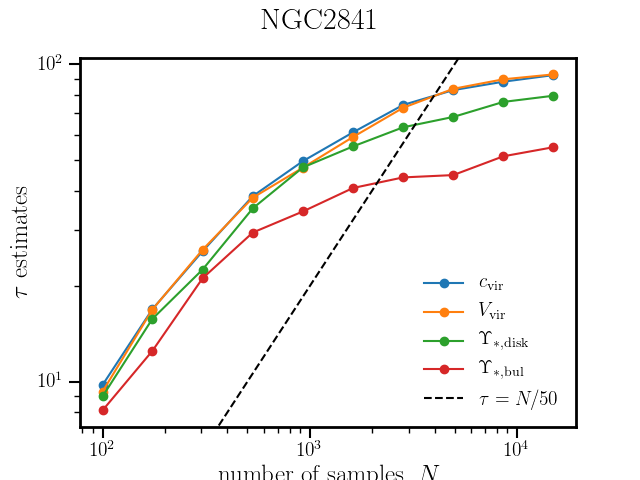 NGC2841
10²
τ estimates
10¹
c_vir
V_vir
Υ_{*,disk}
Υ_{*,bul}
τ = N/50
10² 10³ 10⁴
number of samples, N